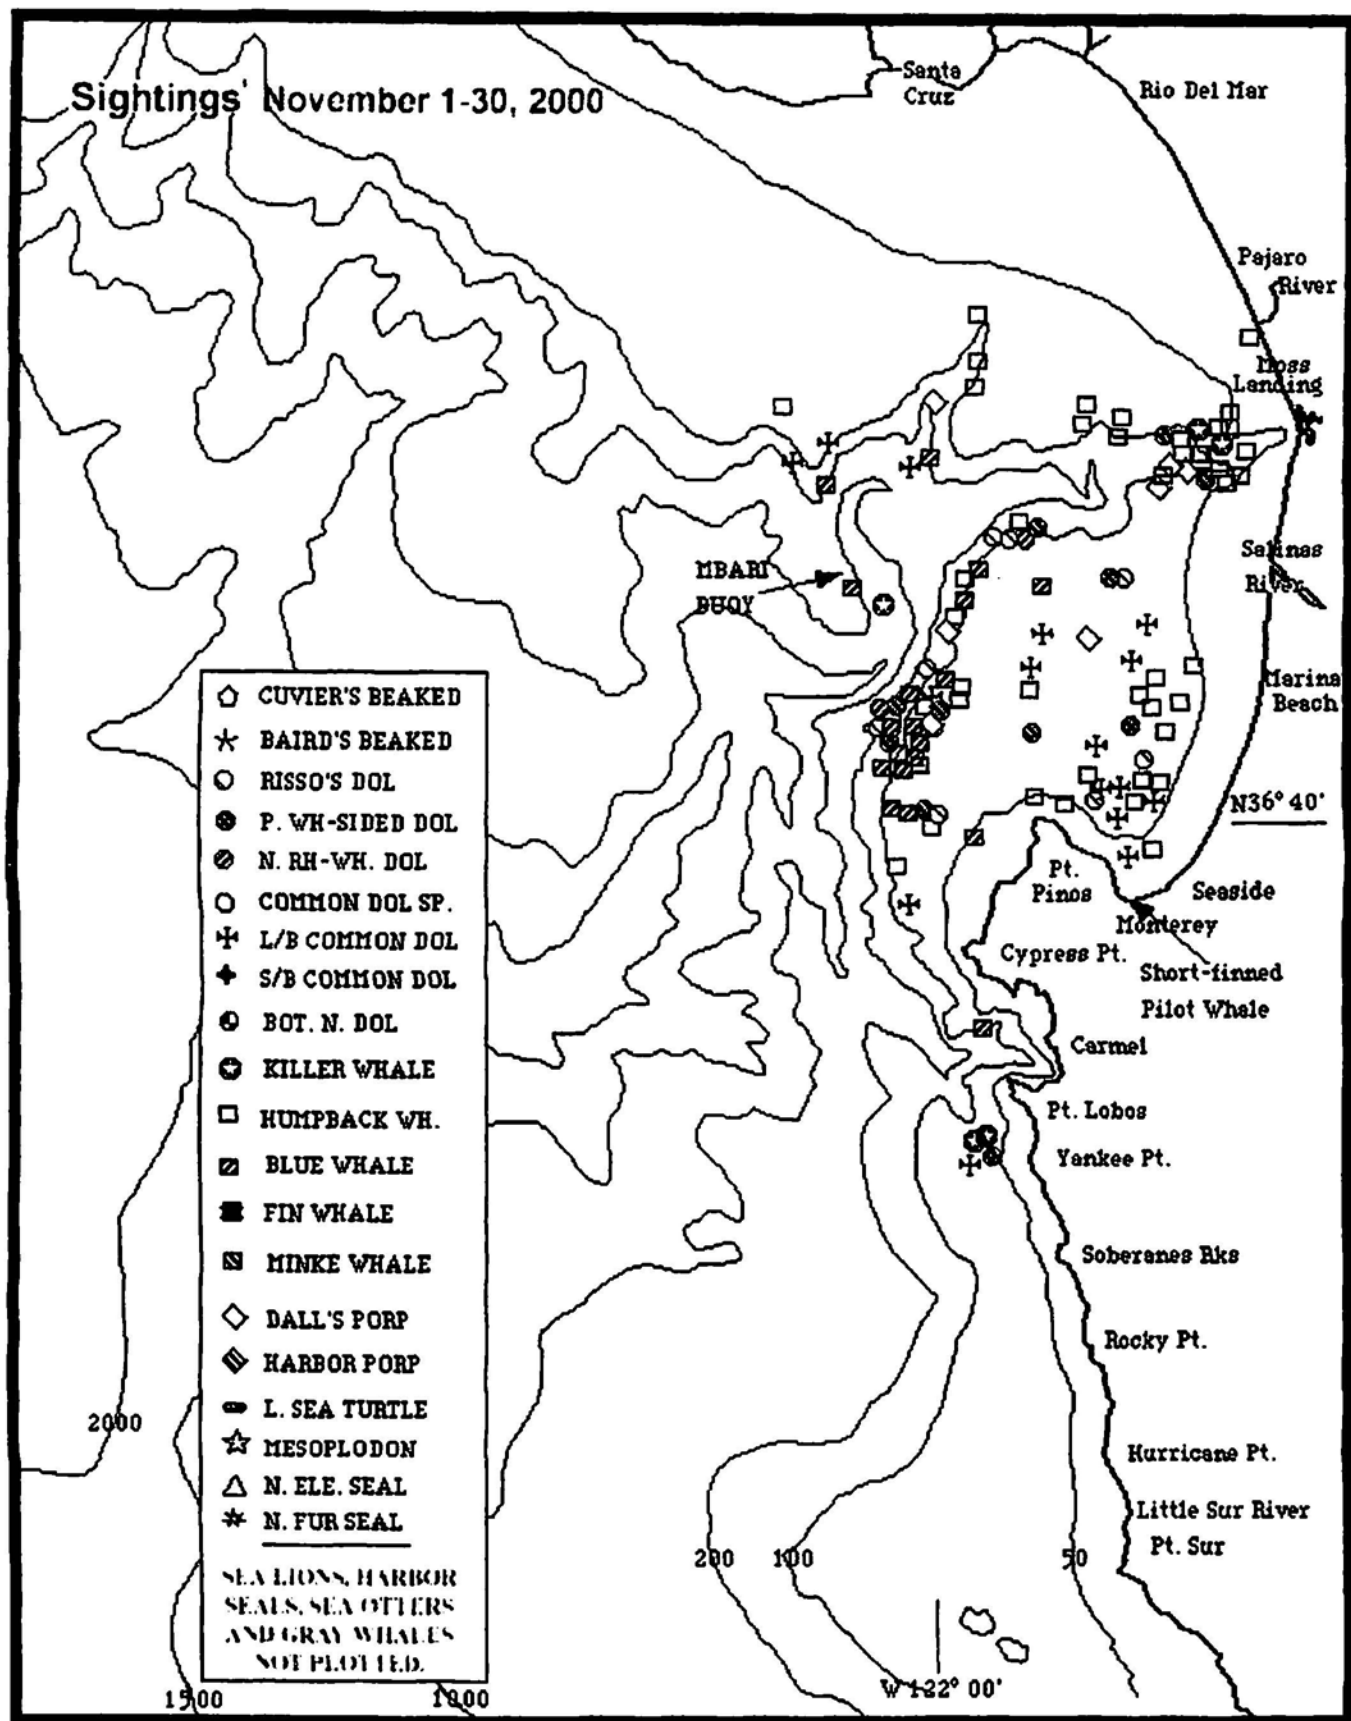 Sightings' November 1-30, 2000
Santa
Cruz
Rio Del Mar
Pajaro
River
Moss
Landing
Salinas
River
MBARI
BUOY
Marina
Beach
N36° 40'
Pt.
Pinos
Seaside
Monterey
Cypress Pt.
Short-finned
Pilot Whale
Carmel
Pt. Lobos
Yankee Pt.
Soberanes Rks
Rocky Pt.
Hurricane Pt.
Little Sur River
Pt. Sur
CUVIER'S BEAKED
BAIRD'S BEAKED
RISSO'S DOL
P. WH-SIDED DOL
N. RH-WH. DOL
COMMON DOL SP.
L/B COMMON DOL
S/B COMMON DOL
BOT. N. DOL
KILLER WHALE
HUMPBACK WH.
BLUE WHALE
FIN WHALE
MINKE WHALE
DALL'S PORP
HARBOR PORP
L. SEA TURTLE
MESOPLODON
N. ELE. SEAL
N. FUR SEAL
SEA LIONS, HARBOR
SEALS, SEA OTTERS
AND GRAY WHALES
NOT PLOTTED.
2000
1500
1000
200
100
50
W 122° 00'